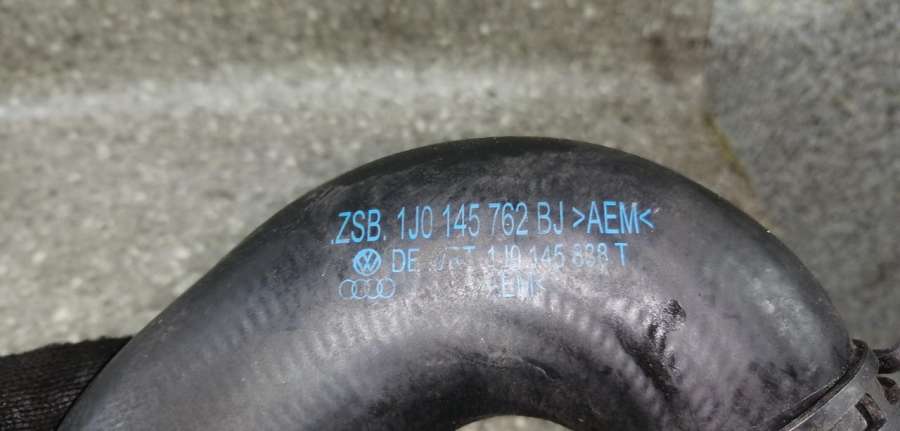 .ZSB. 1J0 145 762 BJ >AEM<
DE 1J0 145 838 T